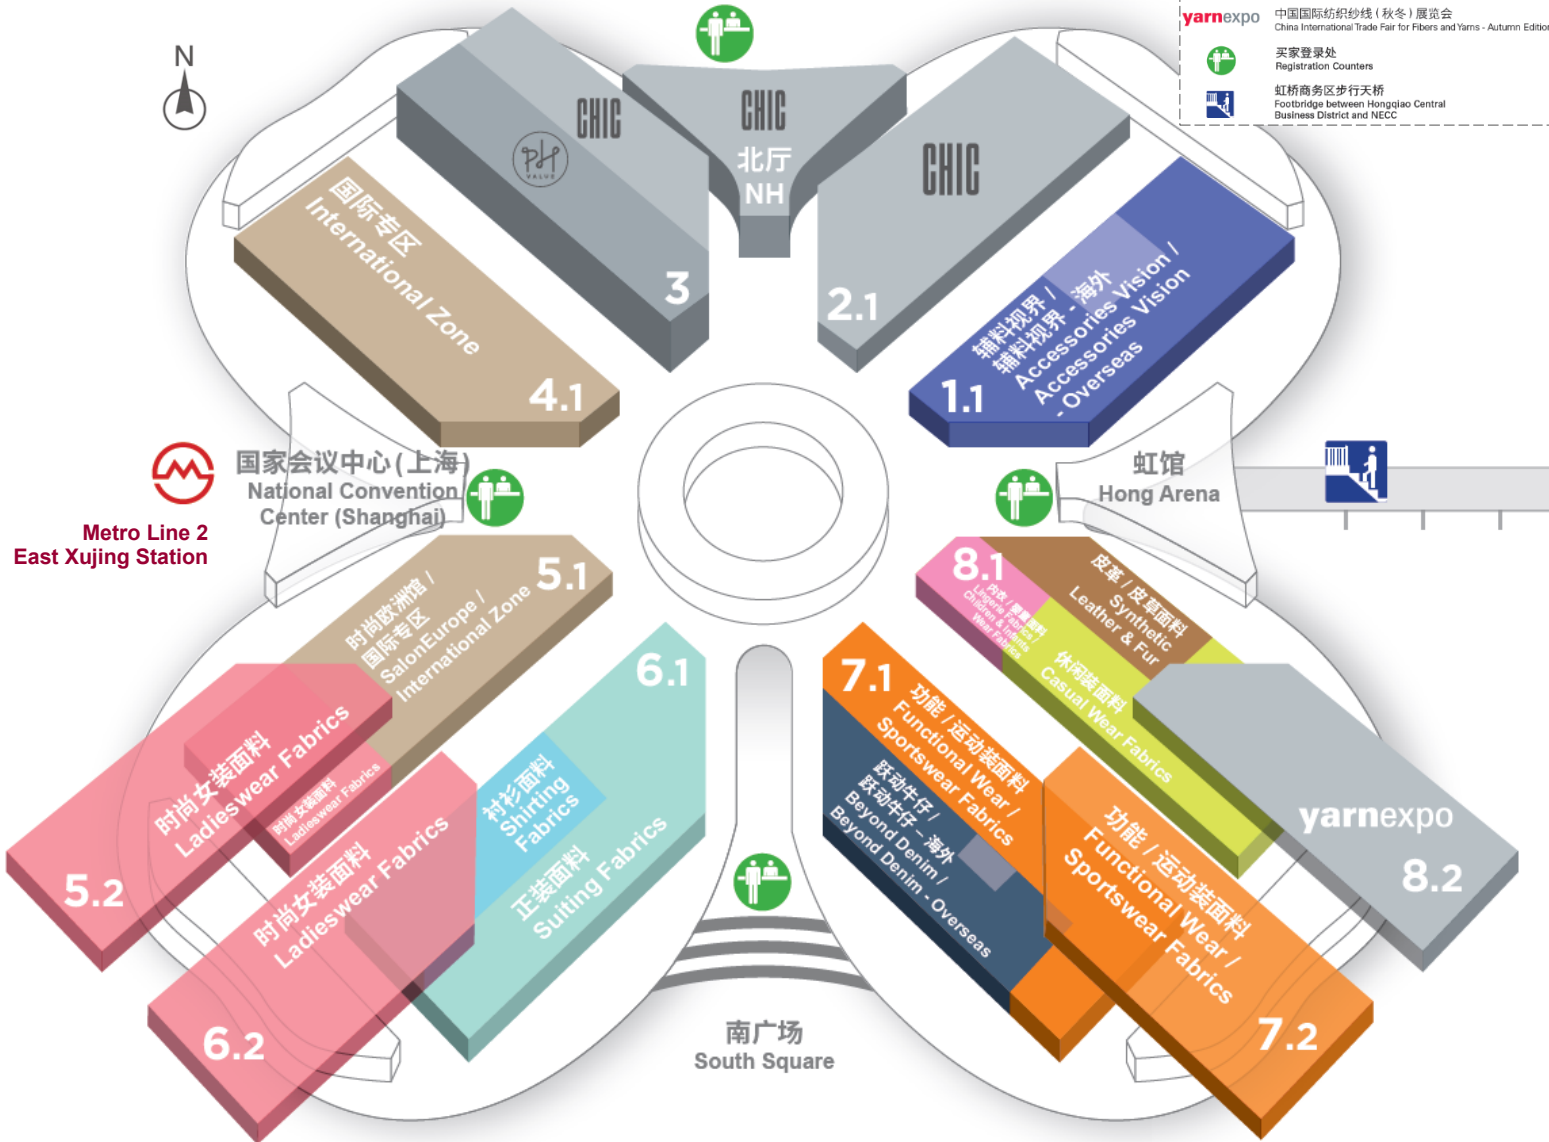 yarnexpo
中国国际纺织纱线 ( 秋冬 ) 展览会
China International Trade Fair for Fibers and Yarns - Autumn Edition
买家登录处
Registration Counters
虹桥商务区步行天桥
Footbridge between Hongqiao Central
Business District and NECC
N
CHIC
PH
VALUE
3
CHIC
北厅
NH
CHIC
2.1
国际专区
International Zone
4.1
辅料视界 /
辅料视界 - 海外
Accessories Vision /
Accessories Vision
- Overseas
1.1
国家会议中心 ( 上海 )
National Convention
Center (Shanghai)
Metro Line 2
East Xujing Station
虹馆
Hong Arena
5.1
时尚欧洲馆 /
国际专区
SalonEurope /
International Zone
时尚女装面料
Ladieswear Fabrics
时尚女装面料
Ladieswear Fabrics
5.2
6.1
衬衫面料
Shirting
Fabrics
正装面料
Suiting Fabrics
时尚女装面料
Ladieswear Fabrics
6.2
7.1
功能 / 运动装面料
Functional Wear /
Sportswear Fabrics
跃动牛仔 /
跃动牛仔 – 海外
Beyond Denim /
Beyond Denim - Overseas
功能 / 运动装面料
Functional Wear /
Sportswear Fabrics
7.2
8.1
内衣 /
Lingerie Fabrics /
Children & Infants
Wear Fabrics
皮革 / 皮草面料
Synthetic
Leather & Fur
休闲装面料
Casual Wear Fabrics
yarnexpo
8.2
南广场
South Square